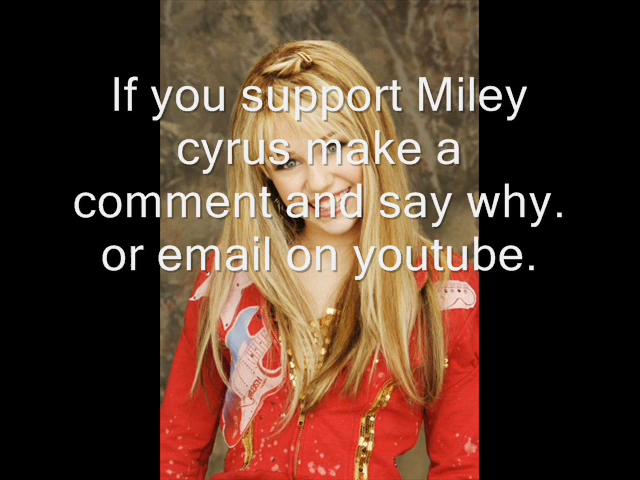 If you support Miley
cyrus make a
comment and say why.
or email on youtube.